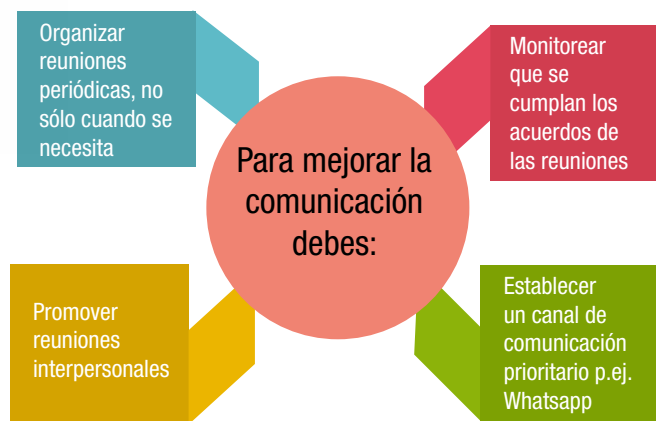 Organizar
reuniones
periódicas, no
sólo cuando se
necesita
Monitorear
que se
cumplan los
acuerdos de
las reuniones
Para mejorar la
comunicación
debes:
Promover
reuniones
interpersonales
Establecer
un canal de
comunicación
prioritario p.ej.
Whatsapp